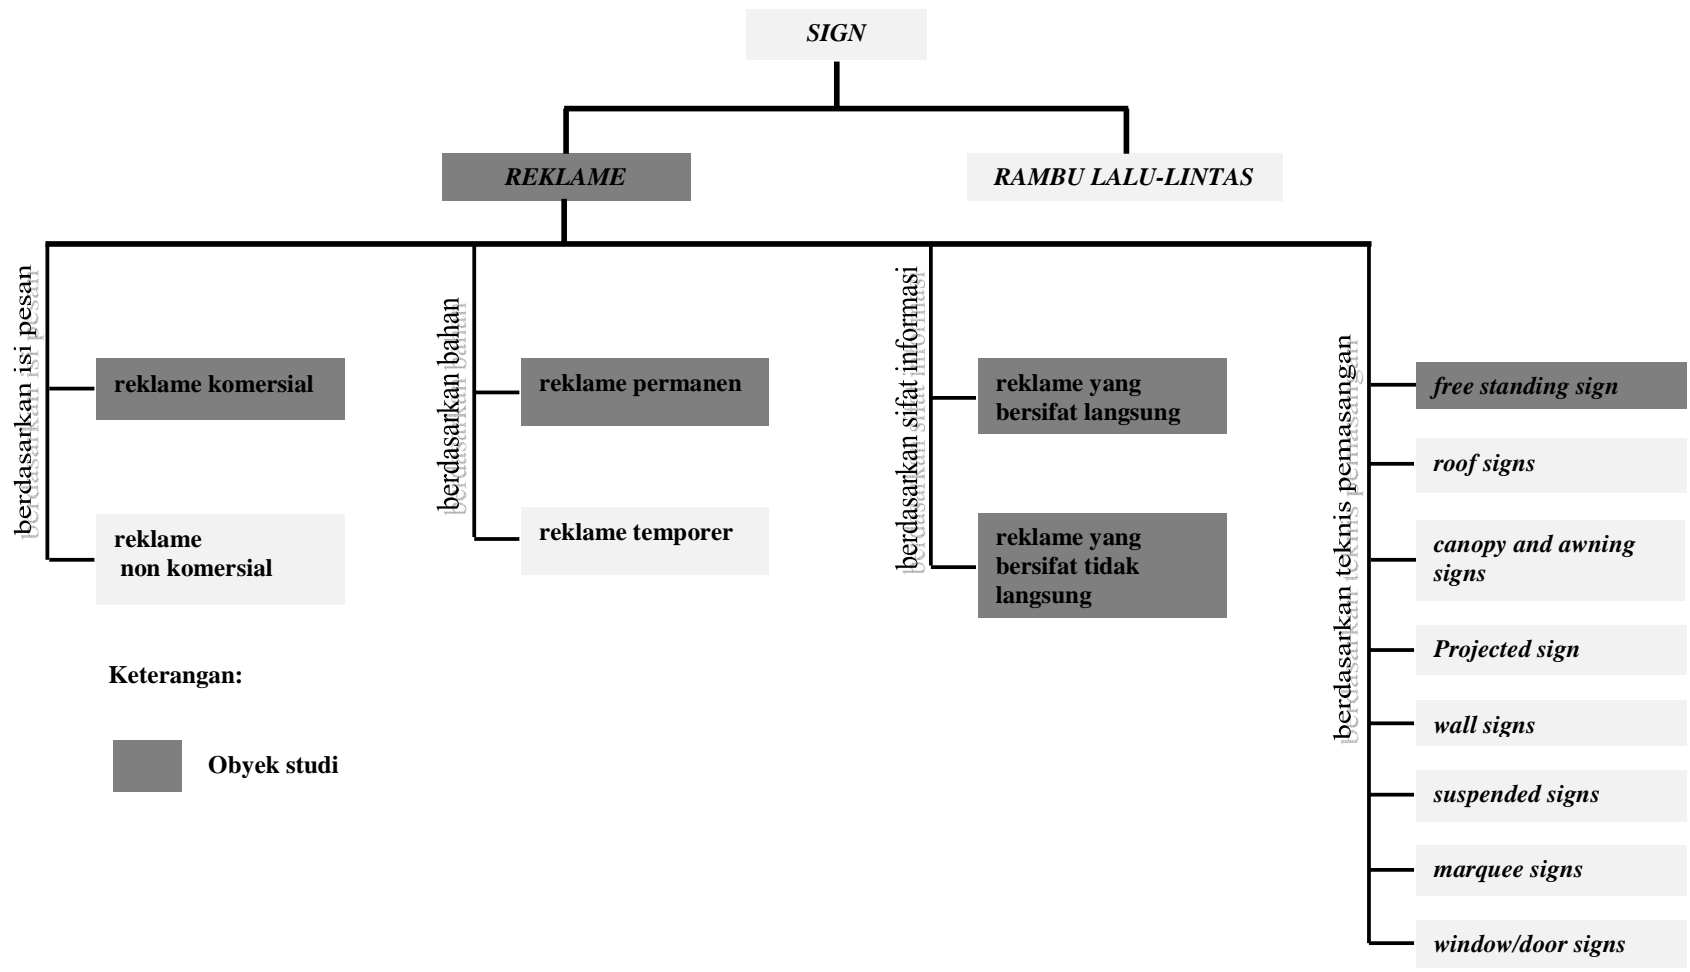 SIGN
REKLAME
RAMBU LALU-LINTAS
berdasarkan isi pesan
reklame komersial
reklame
non komersial
berdasarkan bahan
reklame permanen
reklame temporer
berdasarkan sifat informasi
reklame yang
bersifat langsung
reklame yang
bersifat tidak
langsung
berdasarkan teknis pemasangan
free standing sign
roof signs
canopy and awning
signs
Projected sign
wall signs
suspended signs
marquee signs
window/door signs
Keterangan:
Obyek studi